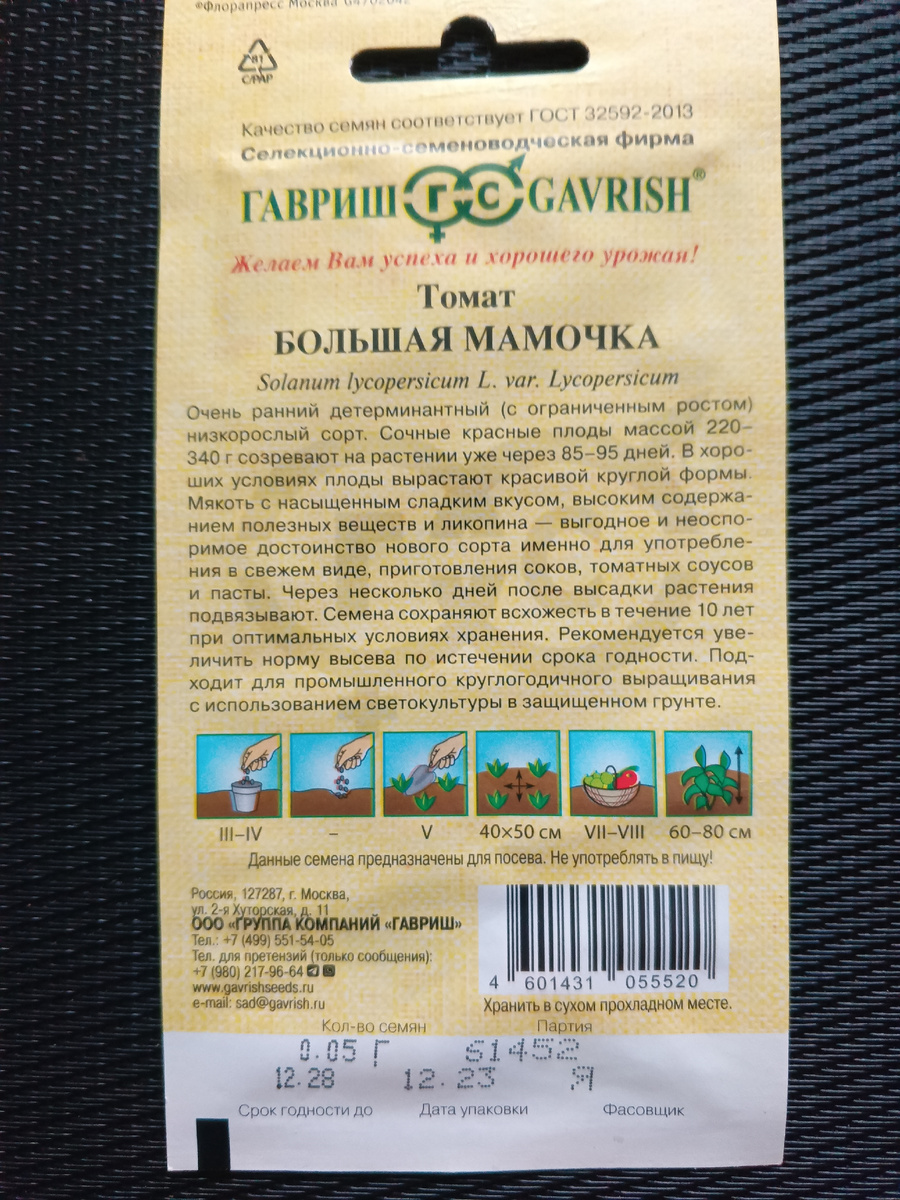 ®Флорапресс Москва
81
C/PAP
Качество семян соответствует ГОСТ 32592-2013
Селекционно-семеноводческая фирма
ГАВРИШ Г С GAVRISH®
Желаем Вам успеха и хорошего урожая!
Томат
БОЛЬШАЯ МАМОЧКА
Solanum lycopersicum L. var. Lycopersicum
Очень ранний детерминантный (с ограниченным ростом)
низкорослый сорт. Сочные красные плоды массой 220–
340 г созревают на растении уже через 85–95 дней. В хоро-
ших условиях плоды вырастают красивой круглой формы.
Мякоть с насыщенным сладким вкусом, высоким содержа-
нием полезных веществ и ликопина — выгодное и неоспо-
римое достоинство нового сорта именно для употребле-
ния в свежем виде, приготовления соков, томатных соусов
и пасты. Через несколько дней после высадки растения
подвязывают. Семена сохраняют всхожесть в течение 10 лет
при оптимальных условиях хранения. Рекомендуется уве-
личить норму высева по истечении срока годности. Под-
ходит для промышленного круглогодичного выращивания
с использованием светокультуры в защищенном грунте.
III–IV – V 40×50 см VII–VIII 60–80 см
Данные семена предназначены для посева. Не употреблять в пищу!
Россия, 127287, г. Москва,
ул. 2-я Хуторская, д. 11
ООО «ГРУППА КОМПАНИЙ «ГАВРИШ»
Тел.: +7 (499) 551-54-05
Тел. для претензий (только сообщения):
+7 (980) 217-96-64
www.gavrishseeds.ru
e-mail: sad@gavrish.ru
4 601431 055520
Хранить в сухом прохладном месте.
Кол-во семян Партия
0.05 Г 61452
12.28 12.23 Я
Срок годности до Дата упаковки Фасовщик